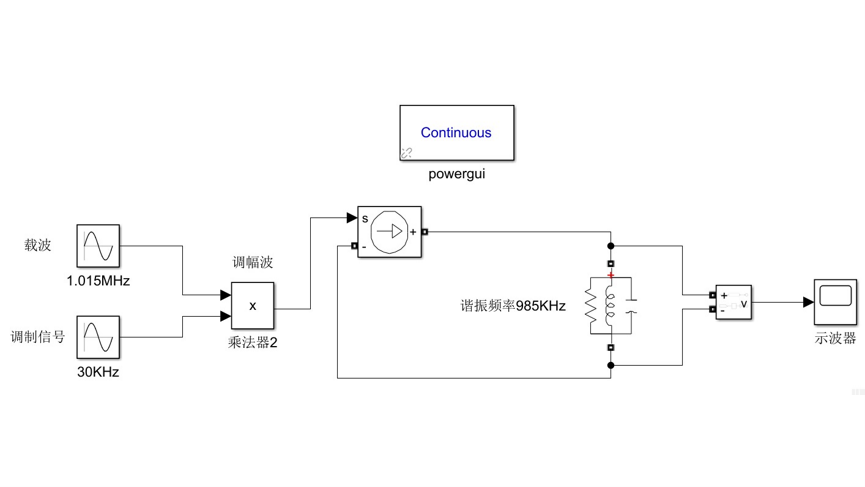 Continuous
powergui
载波
1.015MHz
调幅波
s
+
-
x
乘法器2
调制信号
30KHz
谐振频率985KHz
+
-
v
示波器